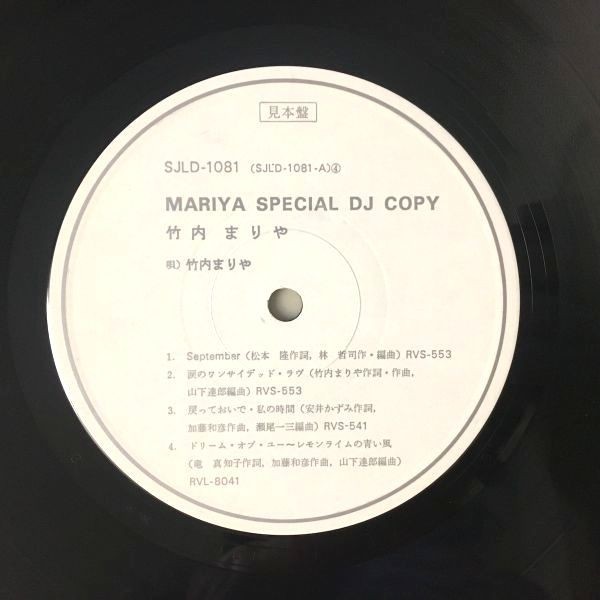 見本盤
SJLD-1081 (SJLD-1081-A)④
MARIYA SPECIAL DJ COPY
竹内 まりや
唄) 竹内まりや
1. September (松本 隆作詞, 林 哲司作・編曲) RVS-553
2. 涙のワンサイデッド・ラヴ (竹内まりや作詞・作曲,
山下達郎編曲) RVS-553
3. 戻っておいで・私の時間 (安井かずみ作詞,
加藤和彦作曲, 瀬尾一三編曲) RVS-541
4. ドリーム・オブ・ユー〜レモンライムの青い風
(竜 真知子作詞, 加藤和彦作曲, 山下達郎編曲)
RVL-8041